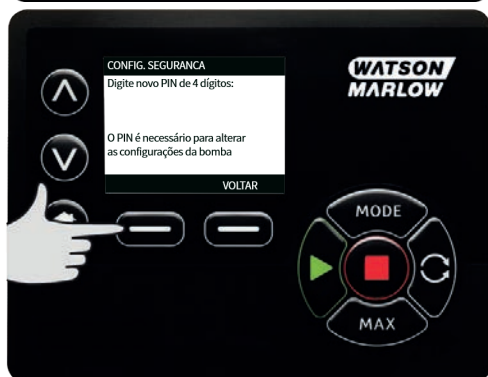 CONFIG. SEGURANCA
Digite novo PIN de 4 dígitos:
O PIN é necessário para alterar
as configurações da bomba
VOLTAR
WATSON
MARLOW
MODE
MAX